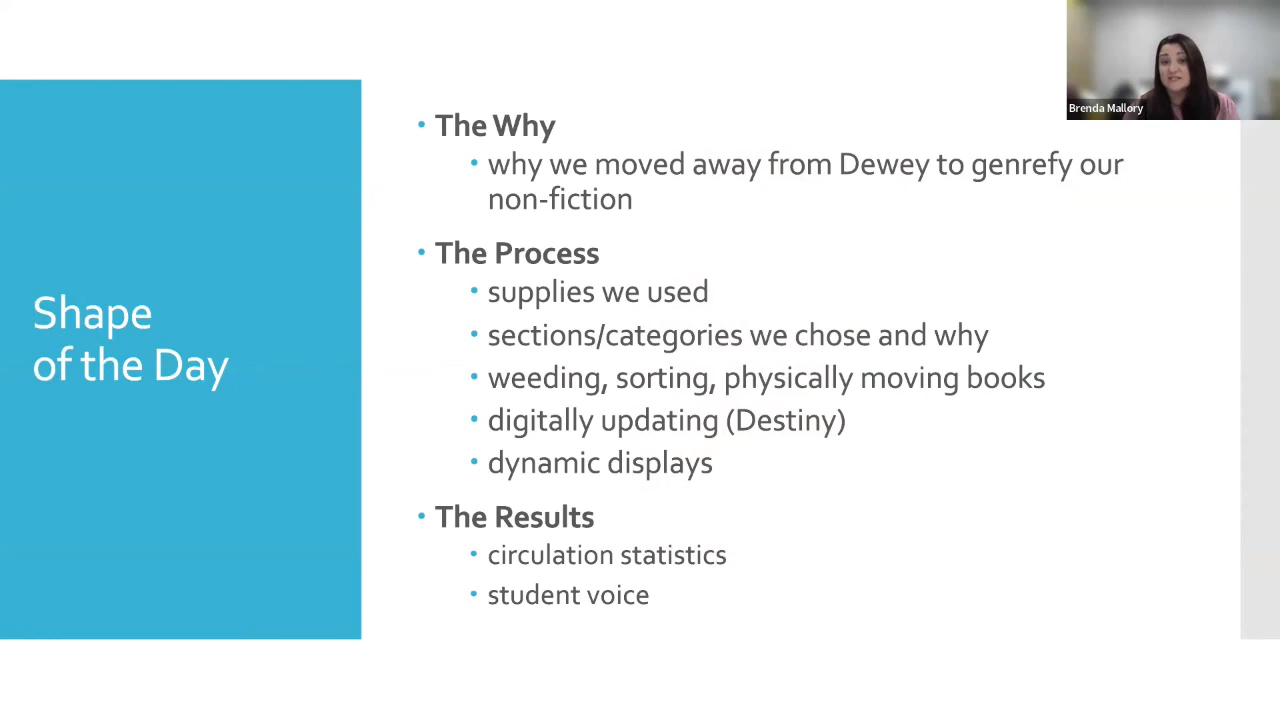 Shape
of the Day
• The Why
• why we moved away from Dewey to genrefy our
non-fiction
• The Process
• supplies we used
• sections/categories we chose and why
• weeding, sorting, physically moving books
• digitally updating (Destiny)
• dynamic displays
• The Results
• circulation statistics
• student voice
Brenda Mallory